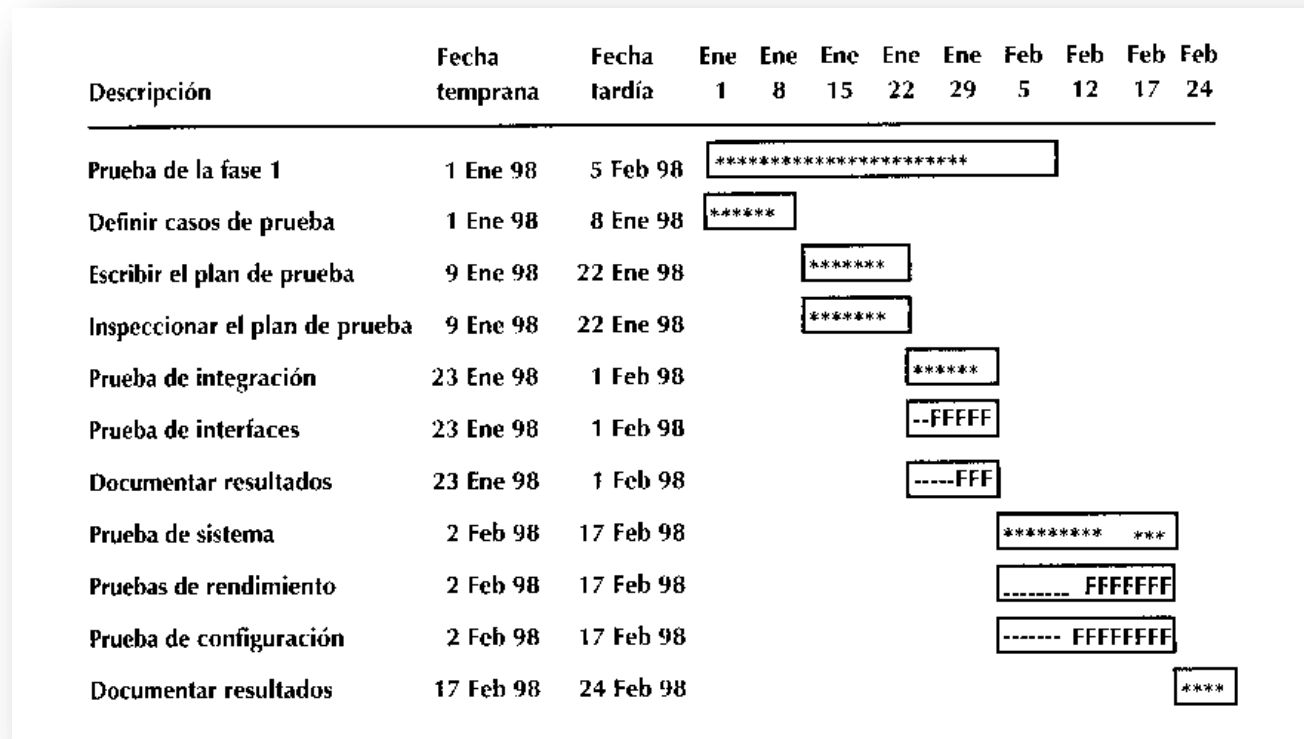 Fecha Fecha Ene Ene Ene Ene Ene Feb Feb Feb Feb
Descripción temprana tardía 1 8 15 22 29 5 12 17 24
Prueba de la fase 1 1 Ene 98 5 Feb 98 ***********************
Definir casos de prueba 1 Ene 98 8 Ene 98 ******
Escribir el plan de prueba 9 Ene 98 22 Ene 98 *******
Inspeccionar el plan de prueba 9 Ene 98 22 Ene 98 *******
Prueba de integración 23 Ene 98 1 Feb 98 ******
Prueba de interfaces 23 Ene 98 1 Feb 98 --FFFFF
Documentar resultados 23 Ene 98 1 Feb 98 -----FFF
Prueba de sistema 2 Feb 98 17 Feb 98 ********* ***
Pruebas de rendimiento 2 Feb 98 17 Feb 98 -------- FFFFFFF
Prueba de configuración 2 Feb 98 17 Feb 98 ------- FFFFFFFF
Documentar resultados 17 Feb 98 24 Feb 98 ****